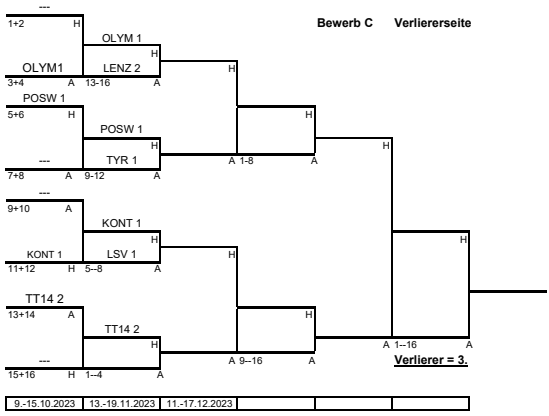 ---
Bewerb C Verliererseite
1+2 H
OLYM 1
H
OLYM1 LENZ 2 H
3+4 A 13-16 A
POSW 1
5+6 H H
POSW 1
H H
--- TYR 1
7+8 A 9-12 A A 1-8 A
---
9+10 A
KONT 1
H H
KONT 1 LSV 1 H
11+12 H 5--8 A
TT14 2
13+14 A H
TT14 2
H
--- A 9--16 A A 1--16 A
15+16 H 1--4 A Verlierer = 3.
9.-15.10.2023 13.-19.11.2023 11.-17.12.2023